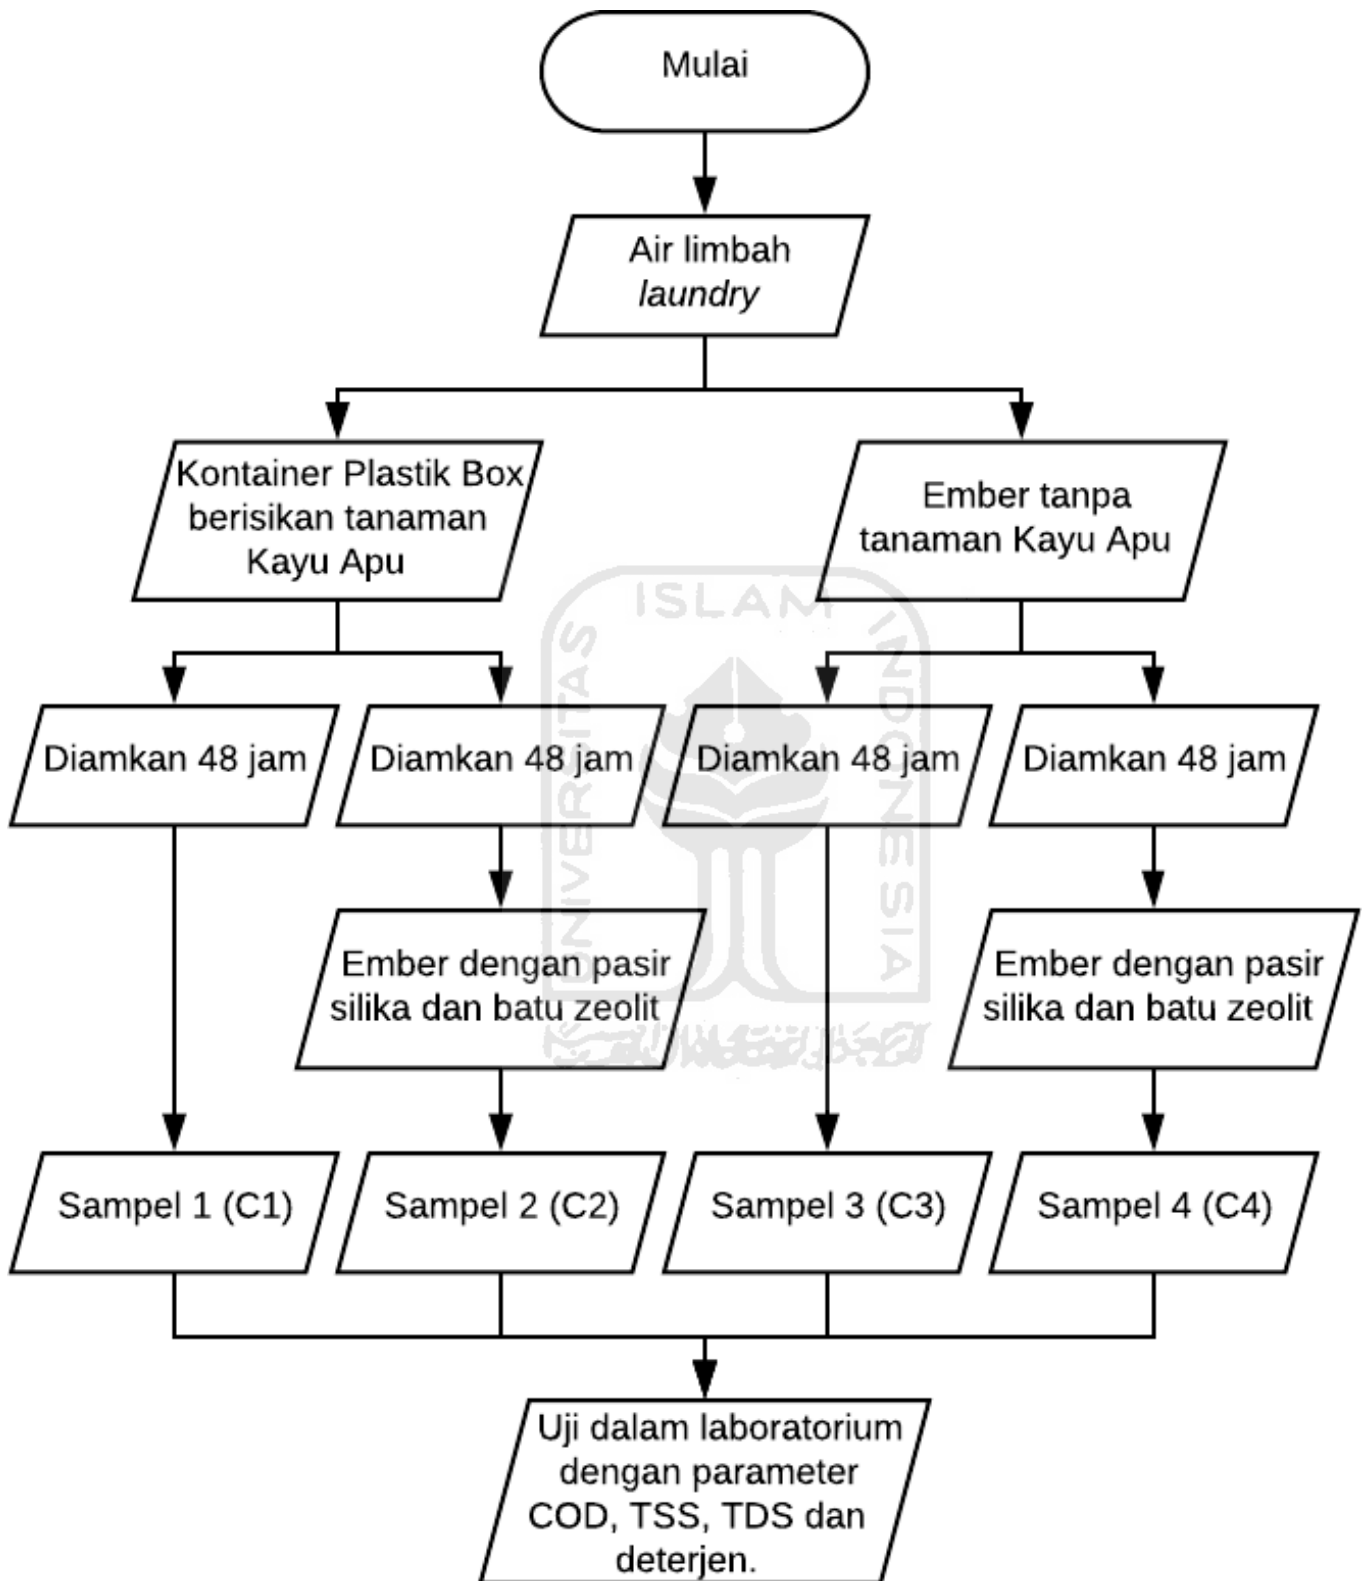 Mulai
Air limbah
laundry
Kontainer Plastik Box
berisikan tanaman
Kayu Apu
Ember tanpa
tanaman Kayu Apu
Diamkan 48 jam
Diamkan 48 jam
Diamkan 48 jam
Diamkan 48 jam
Ember dengan pasir
silika dan batu zeolit
Ember dengan pasir
silika dan batu zeolit
Sampel 1 (C1)
Sampel 2 (C2)
Sampel 3 (C3)
Sampel 4 (C4)
Uji dalam laboratorium
dengan parameter
COD, TSS, TDS dan
deterjen.
UNIVERSITAS
ISLAM
INDONESIA